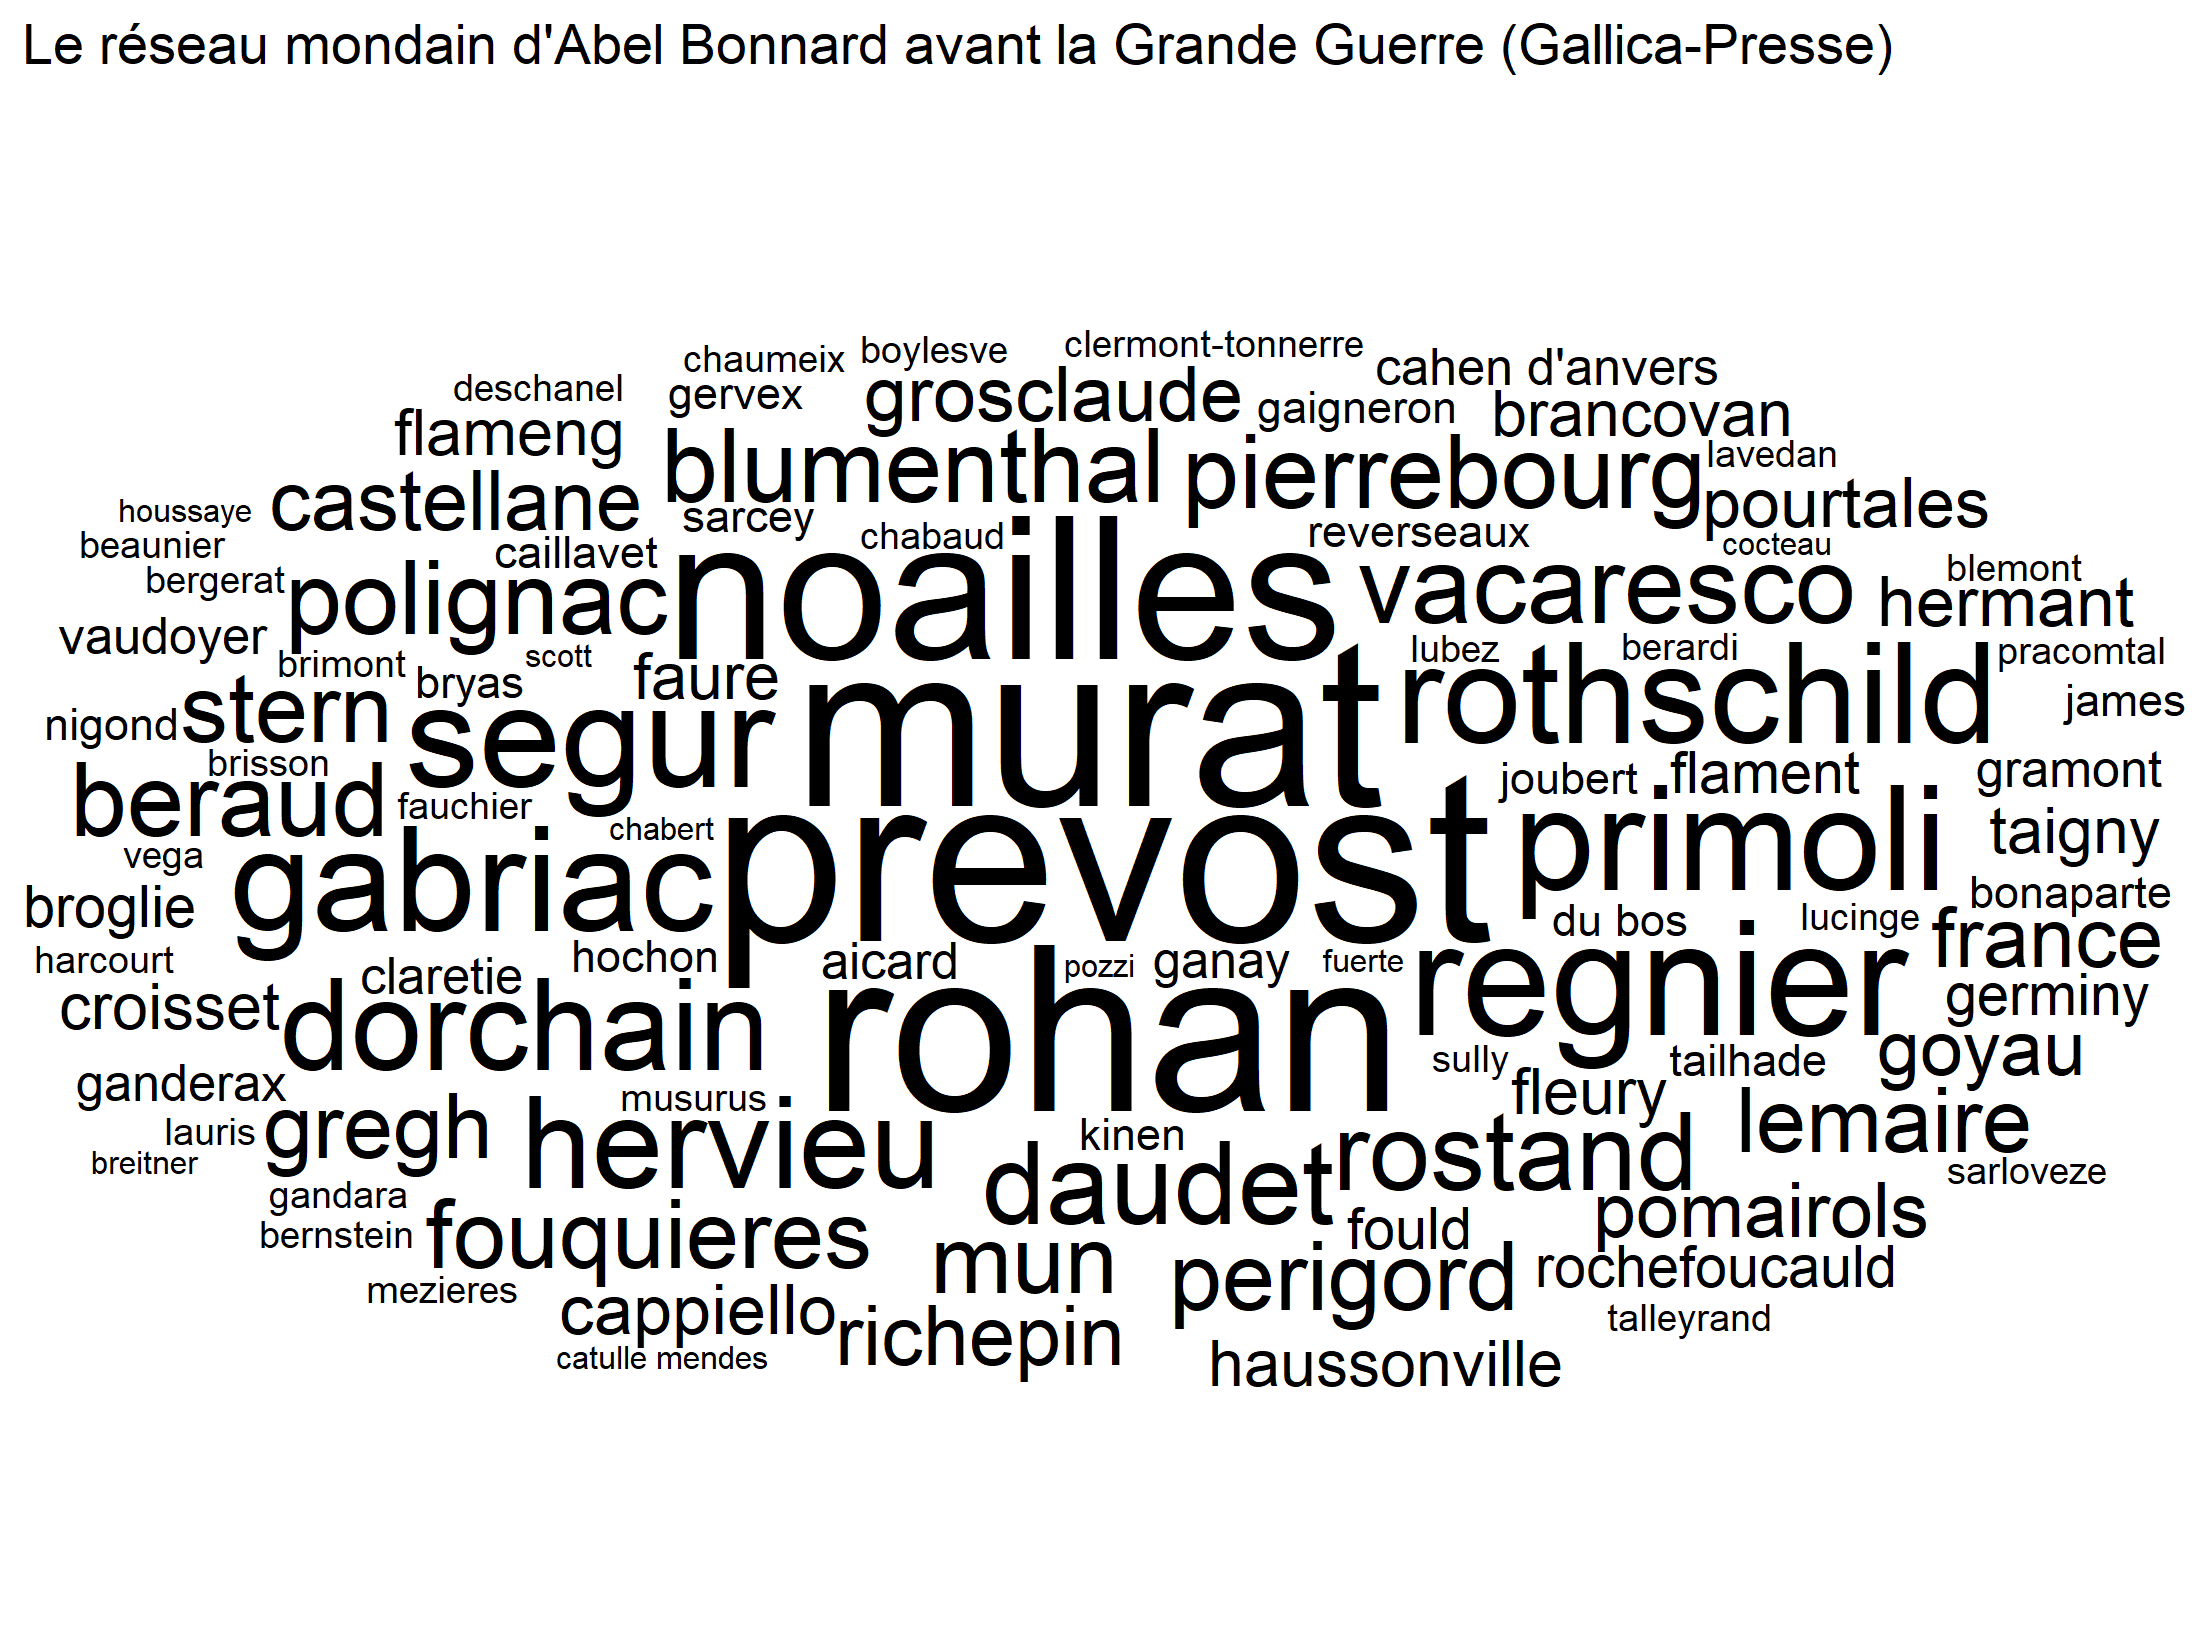 Le réseau mondain d'Abel Bonnard avant la Grande Guerre (Gallica-Presse)
chaumeix boylesve clermont-tonnerre cahen d'anvers
deschanel gervex grosclaude gaigneron brancovan
flameng blumenthal pierrebourg lavedan
houssaye castellane sarcey chabaud reverseaux pourtales
beaunier caillavet noailles vacaresco cocteau blemont
bergerat polignac hermant
vaudoyer brimont scott faure lubez berardi pracomtal
nigond stern bryas segur murat rothschild james
brisson joubert flament gramont
beraud fauchier chabert prevost primoli taigny
vega gabriac bonaparte
broglie du bos lucinge france
harcourt claretie hochon aicard pozzi ganay fuerte regnier germiny
croisset dorchain rohan goyau
ganderax musurus sully tailhade fleury
lauris gregh hervieu kinen rostand lemaire
breitner gandara daudet sarloveze
bernstein fouquieres mun fould pomairols
mezieres cappiello perigord rochefoucauld
richepin talleyrand
catulle mendes haussonville